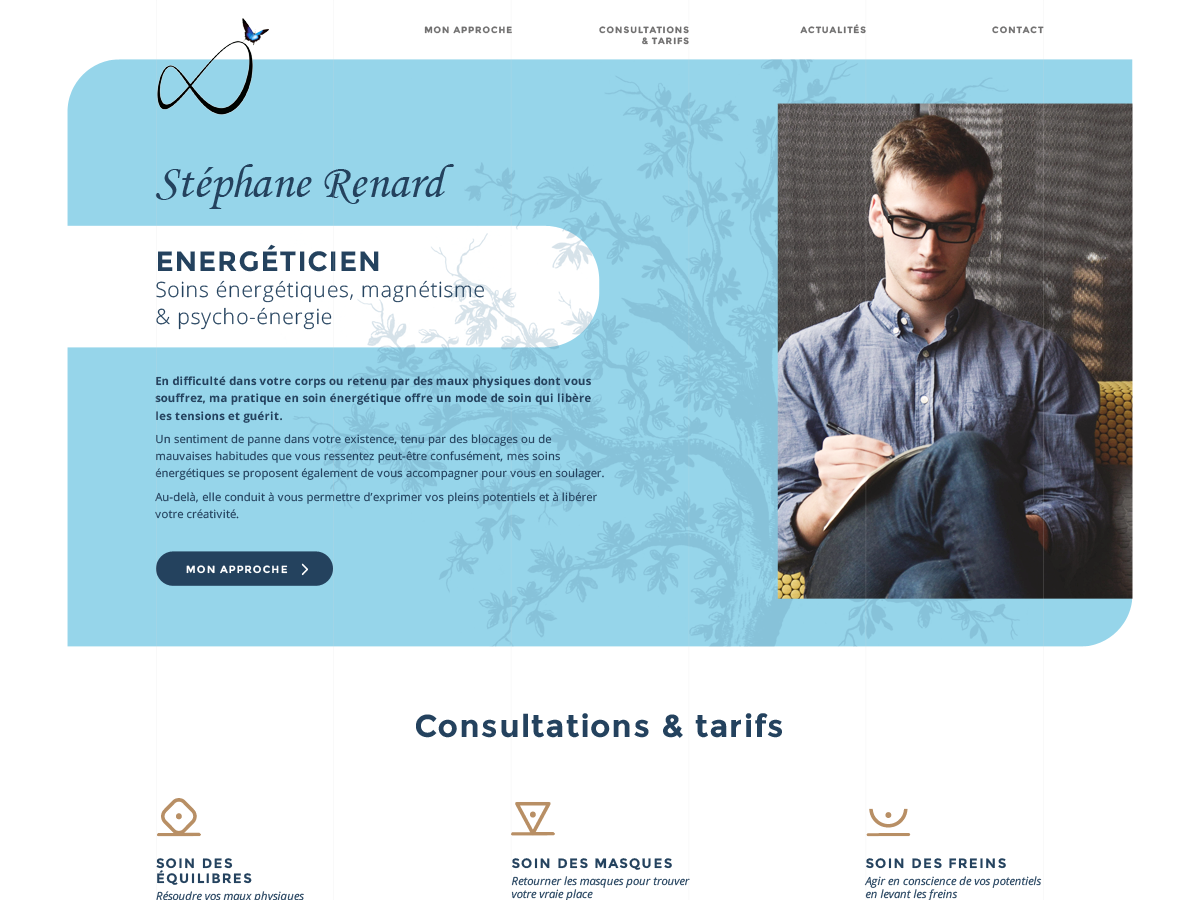 MON APPROCHE
CONSULTATIONS
& TARIFS
ACTUALITÉS
CONTACT
Stéphane Renard
ENERGÉTICIEN
Soins énergétiques, magnétisme
& psycho-énergie
En difficulté dans votre corps ou retenu par des maux physiques dont vous
souffrez, ma pratique en soin énergétique offre un mode de soin qui libère
les tensions et guérit.
Un sentiment de panne dans votre existence, tenu par des blocages ou de
mauvaises habitudes que vous ressentez peut-être confusément, mes soins
énergétiques se proposent également de vous accompagner pour vous en soulager.
Au-delà, elle conduit à vous permettre d'exprimer vos pleins potentiels et à libérer
votre créativité.
MON APPROCHE
Consultations & tarifs
SOIN DES
ÉQUILIBRES
Résoudre vos maux physiques
SOIN DES MASQUES
Retourner les masques pour trouver
votre vraie place
SOIN DES FREINS
Agir en conscience de vos potentiels
en levant les freins